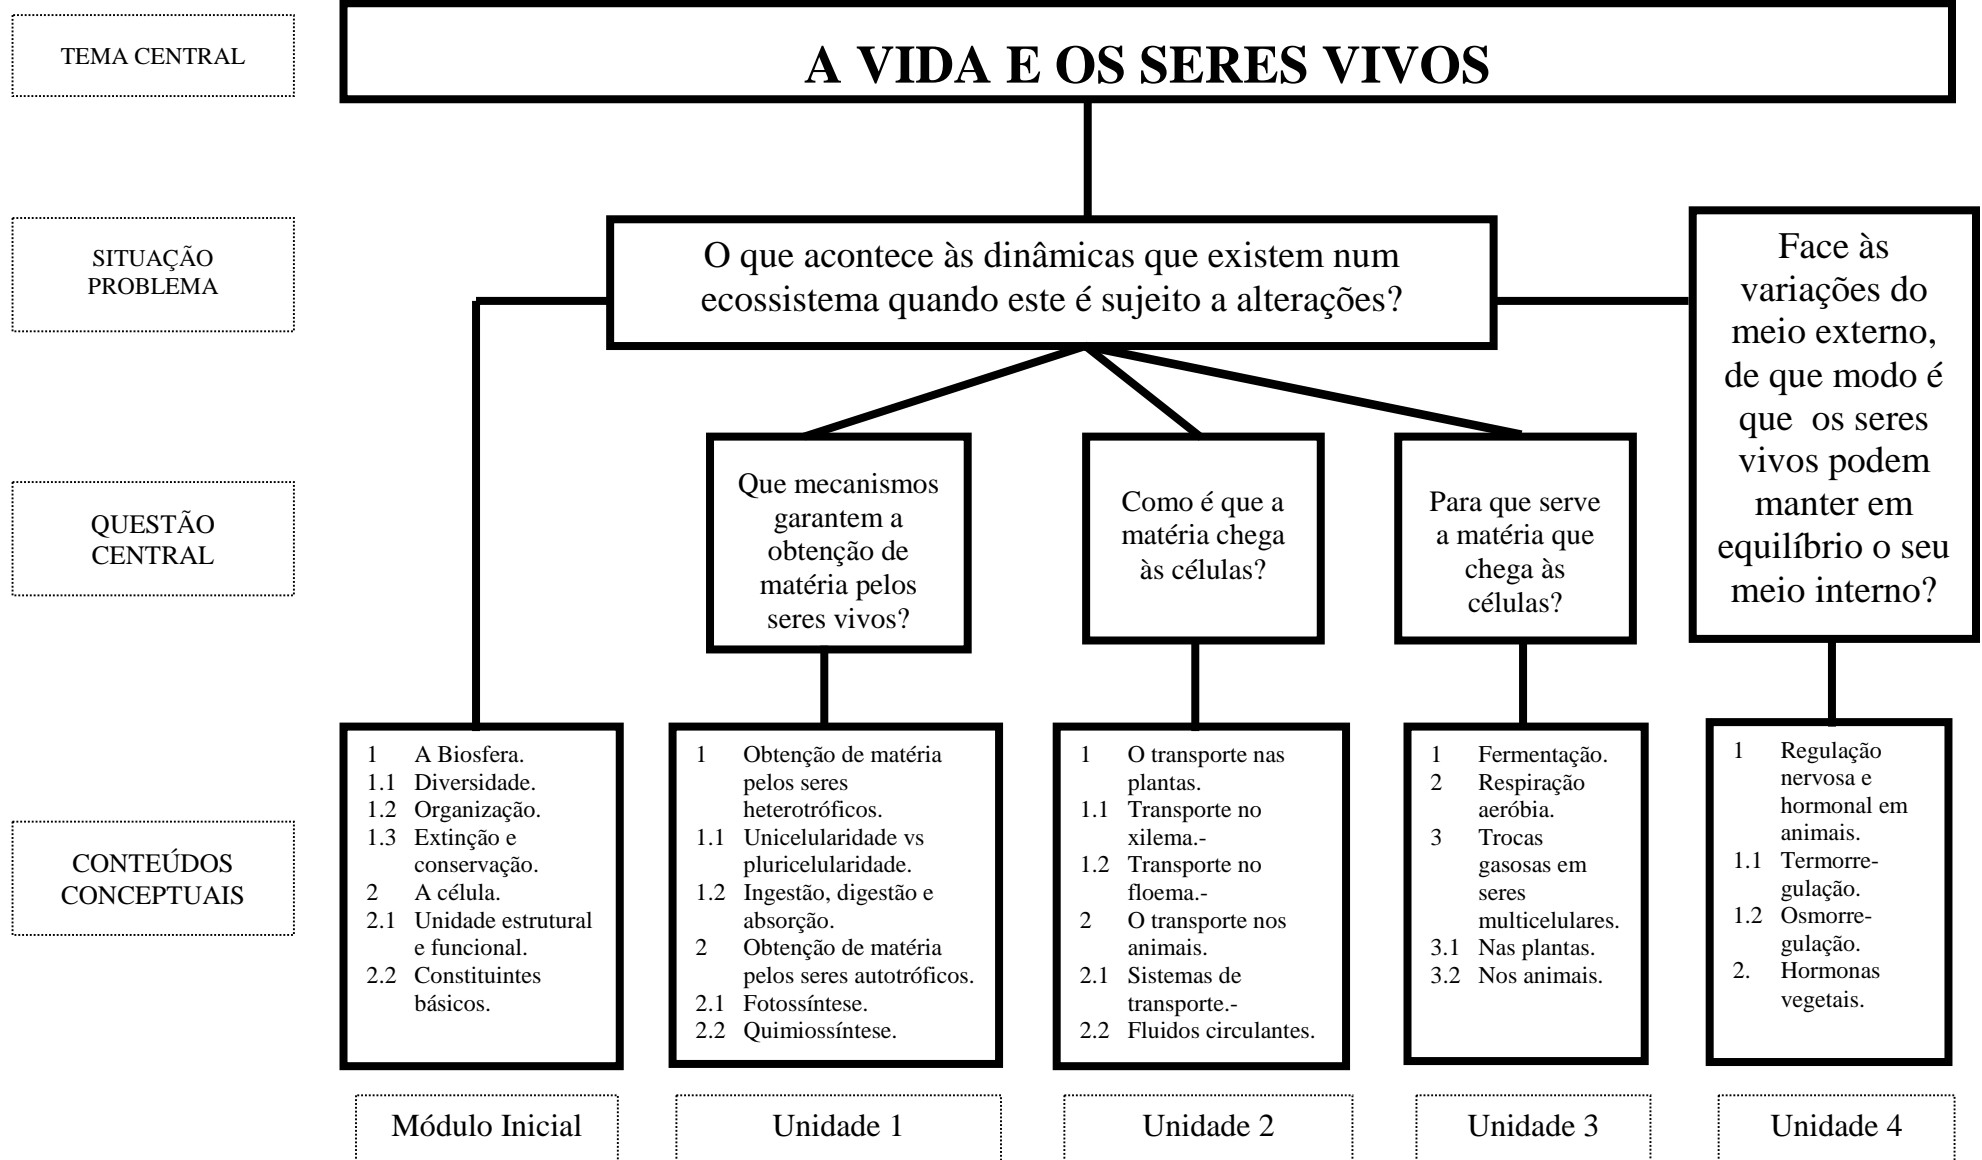 TEMA CENTRAL
A VIDA E OS SERES VIVOS
SITUAÇÃO
PROBLEMA
O que acontece às dinâmicas que existem num
ecossistema quando este é sujeito a alterações?
Face às
variações do
meio externo,
de que modo é
que os seres
vivos podem
manter em
equilíbrio o seu
meio interno?
QUESTÃO
CENTRAL
Que mecanismos
garantem a
obtenção de
matéria pelos
seres vivos?
Como é que a
matéria chega
às células?
Para que serve
a matéria que
chega às
células?
CONTEÚDOS
CONCEPTUAIS
1 A Biosfera.
1.1 Diversidade.
1.2 Organização.
1.3 Extinção e
conservação.
2 A célula.
2.1 Unidade estrutural
e funcional.
2.2 Constituintes
básicos.
1 Obtenção de matéria
pelos seres
heterotróficos.
1.1 Unicelularidade vs
pluricelularidade.
1.2 Ingestão, digestão e
absorção.
2 Obtenção de matéria
pelos seres autotróficos.
2.1 Fotossíntese.
2.2 Quimiossíntese.
1 O transporte nas
plantas.
1.1 Transporte no
xilema.-
1.2 Transporte no
floema.-
2 O transporte nos
animais.
2.1 Sistemas de
transporte.-
2.2 Fluidos circulantes.
1 Fermentação.
2 Respiração
aeróbia.
3 Trocas
gasosas em
seres
multicelulares.
3.1 Nas plantas.
3.2 Nos animais.
1 Regulação
nervosa e
hormonal em
animais.
1.1 Termorre-
gulação.
1.2 Osmorre-
gulação.
2. Hormonas
vegetais.
Módulo Inicial
Unidade 1
Unidade 2
Unidade 3
Unidade 4